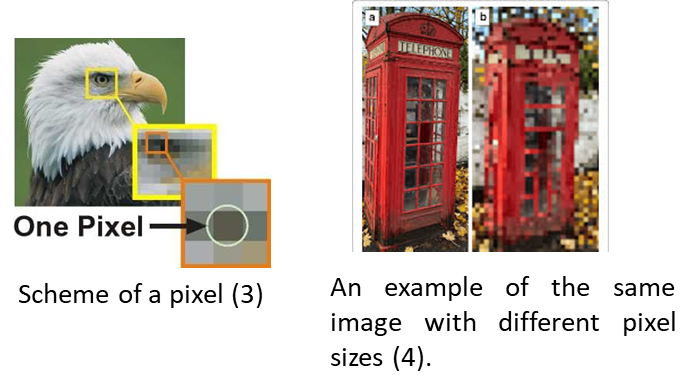 a
b
TELEPHONE
One Pixel
Scheme of a pixel (3)
An example of the same
image with different pixel
sizes (4).